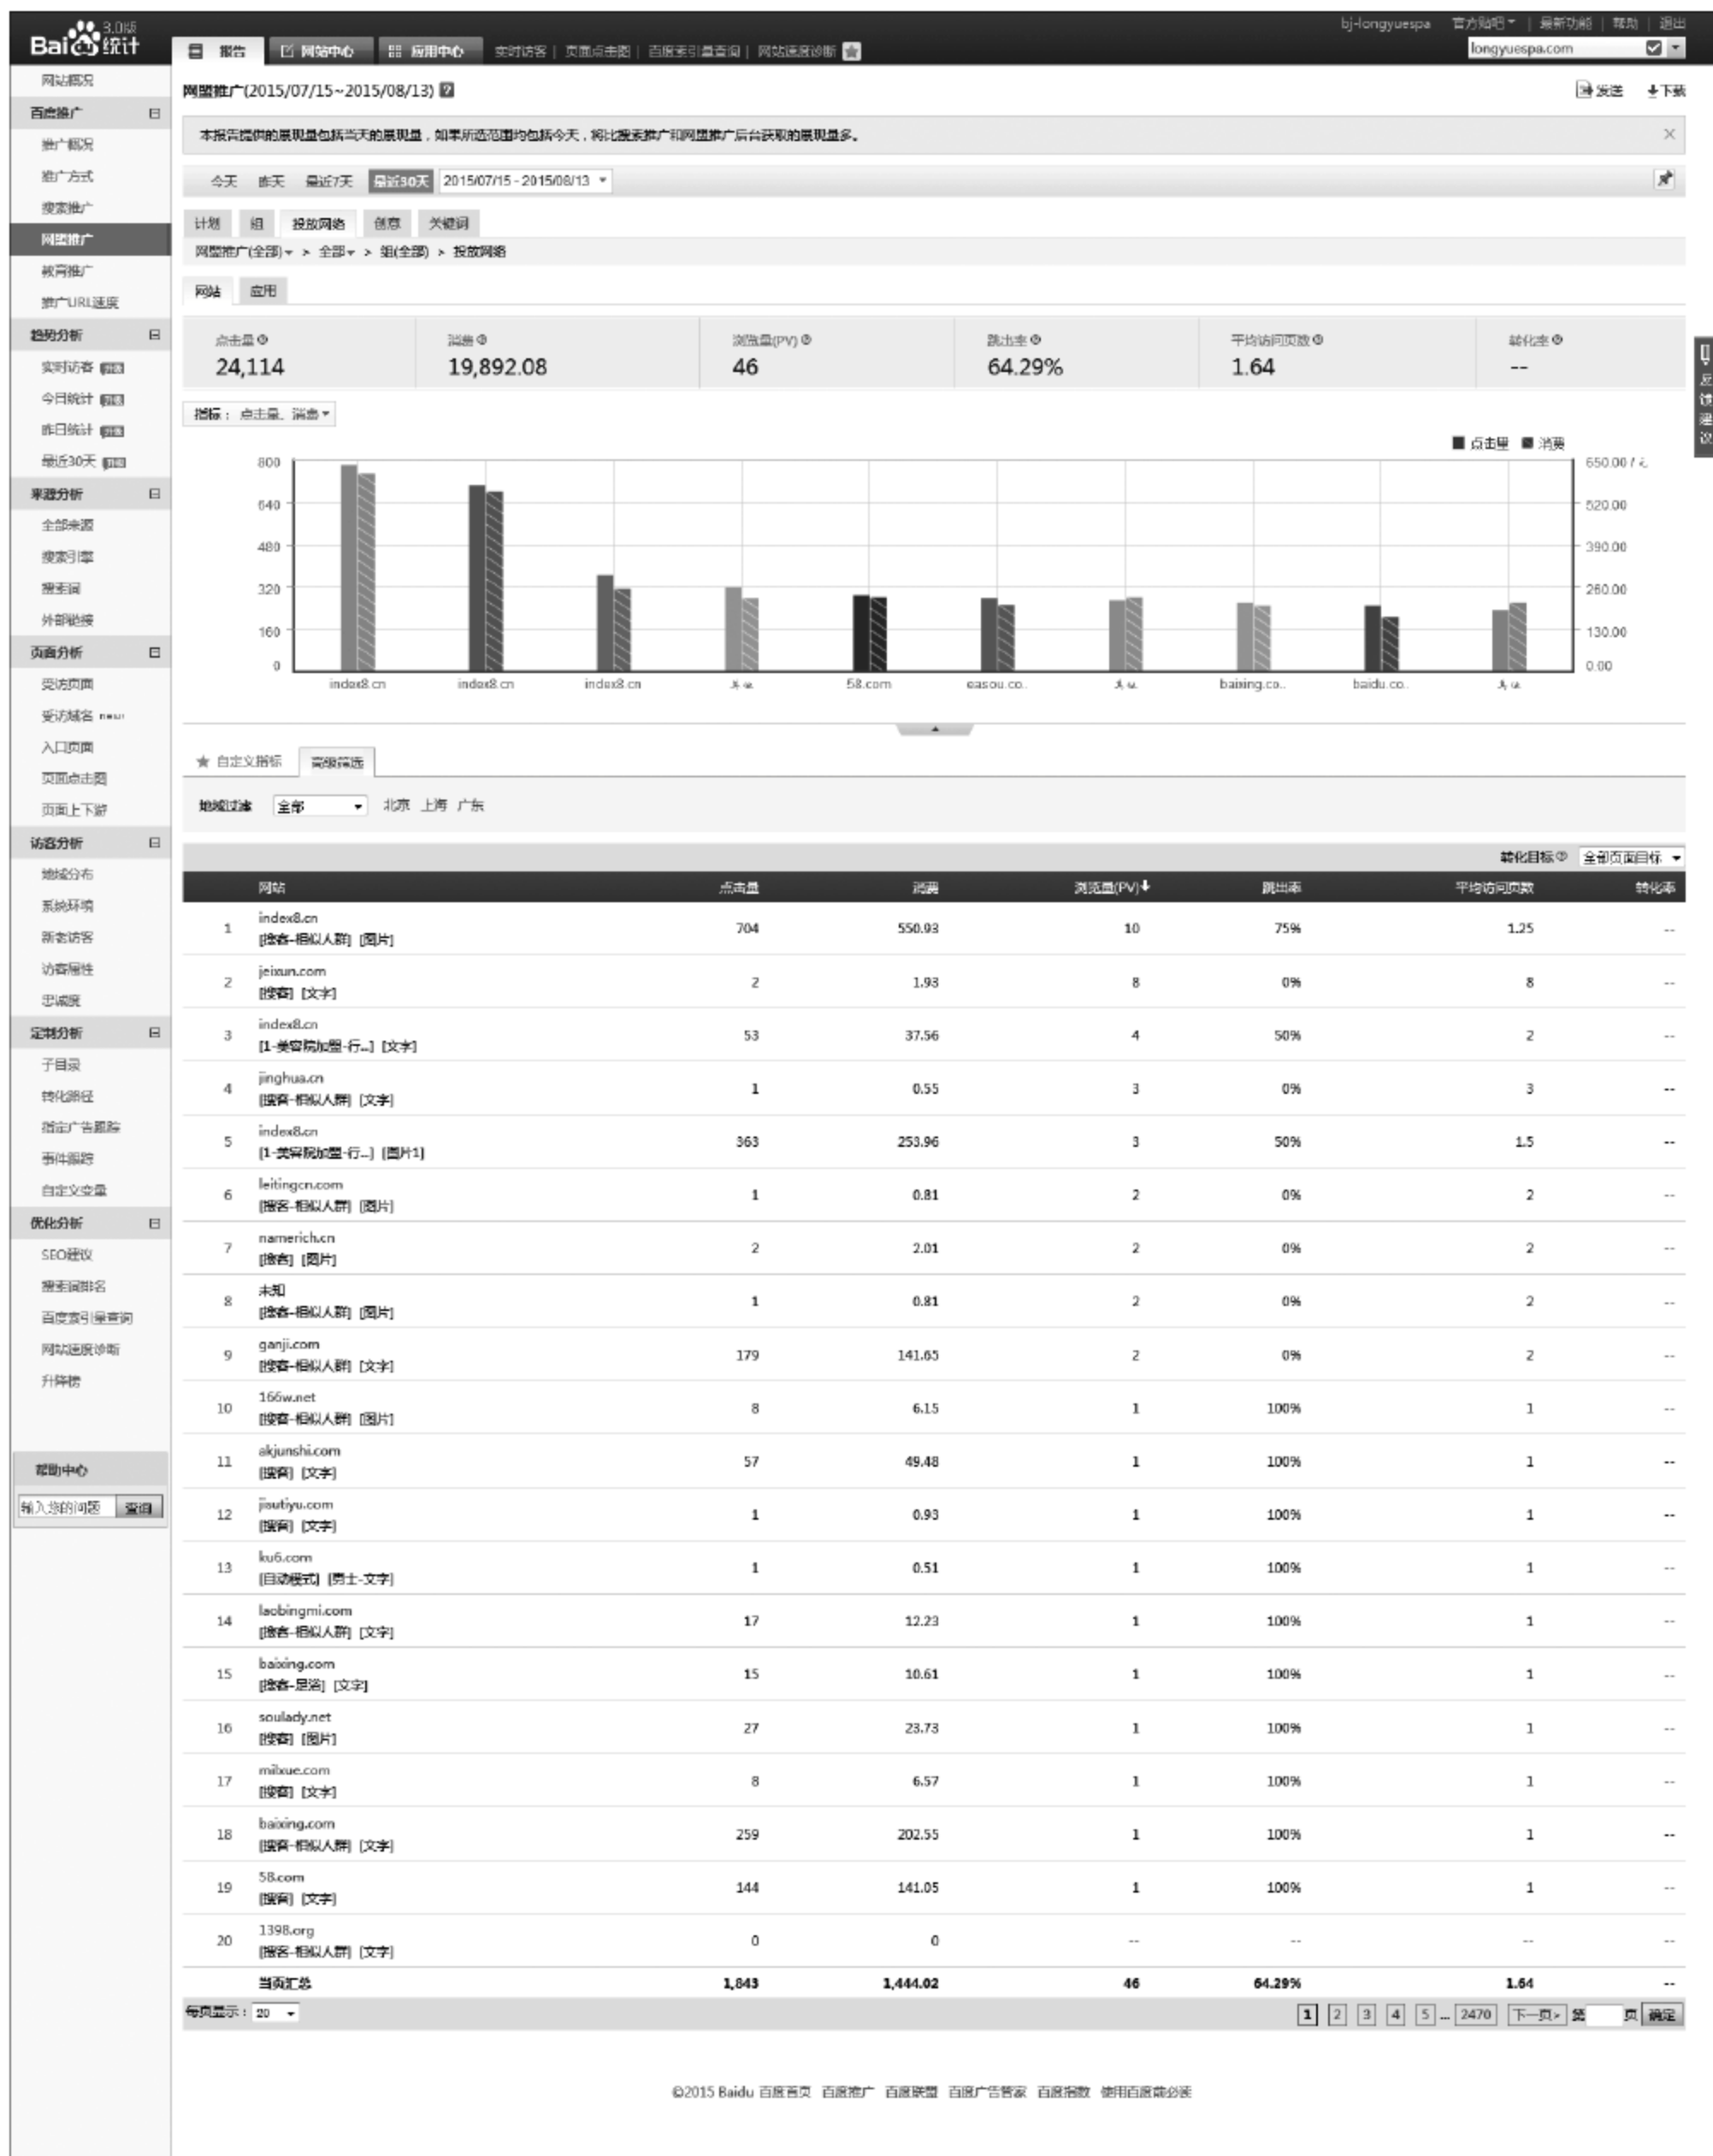 Bai 统计 3.0版
bj-longyuespa 官方贴吧 | 最新功能 | 帮助 | 退出
报告 网站中心 应用中心 实时访客 | 页面点击图 | 百度索引量查询 | 网站速度诊断
longyuespa.com
网站概况
百度推广
推广概况
推广方式
搜索推广
网盟推广
教育推广
推广URL速度
趋势分析
实时访客
今日统计
昨日统计
最近30天
来源分析
全部来源
搜索引擎
搜索词
外部链接
页面分析
受访页面
受访域名 new!
入口页面
页面点击图
页面上下游
访客分析
地域分布
系统环境
新老访客
访客属性
忠诚度
定制分析
子目录
转化路径
指定广告跟踪
事件跟踪
自定义变量
优化分析
SEO建议
搜索词排名
百度索引量查询
网站速度诊断
升降榜
帮助中心
输入您的问题 查询
网盟推广(2015/07/15~2015/08/13)
发送 下载
本报告提供的展现量包括当天的展现量，如果所选范围均包括今天，将比搜索推广和网盟推广后台获取的展现量多。
今天 昨天 最近7天 最近30天 2015/07/15 - 2015/08/13
计划 组 投放网络 创意 关键词
网盟推广(全部) > 全部 > 组(全部) > 投放网络
网站 应用
点击量 消费 浏览量(PV) 跳出率 平均访问页数 转化率
24,114 19,892.08 46 64.29% 1.64 --
指标： 点击量、消费
点击量 消费
800 650.00 / 元
640 520.00
480 390.00
320 260.00
160 130.00
0 0.00
index8.cn index8.cn index8.cn 58.com easou.co.. baixing.co.. baidu.co..
反馈建议
自定义指标 高级筛选
地域过滤 全部 北京 上海 广东
转化目标 全部页面目标
网站 点击量 消费 浏览量(PV) 跳出率 平均访问页数 转化率
1 index8.cn 704 550.93 10 75% 1.25 --
[搜客-相似人群] [图片]
2 jeixun.com 2 1.93 8 0% 8 --
[搜客] [文字]
3 index8.cn 53 37.56 4 50% 2 --
[1-美容院加盟-行...] [文字]
4 jinghua.cn 1 0.55 3 0% 3 --
[搜客-相似人群] [文字]
5 index8.cn 363 253.96 3 50% 1.5 --
[1-美容院加盟-行...] [图片1]
6 leitingcn.com 1 0.81 2 0% 2 --
[搜客-相似人群] [图片]
7 namerich.cn 2 2.01 2 0% 2 --
[搜客] [图片]
8 未知 1 0.81 2 0% 2 --
[搜客-相似人群] [图片]
9 ganji.com 179 141.65 2 0% 2 --
[搜客-相似人群] [文字]
10 166w.net 8 6.15 1 100% 1 --
[搜客-相似人群] [图片]
11 akjunshi.com 57 49.48 1 100% 1 --
[搜客] [文字]
12 jisutiyu.com 1 0.93 1 100% 1 --
[搜客] [文字]
13 ku6.com 1 0.51 1 100% 1 --
[自动模式] [男士-文字]
14 laobingmi.com 17 12.23 1 100% 1 --
[搜客-相似人群] [文字]
15 baixing.com 15 10.61 1 100% 1 --
[搜客-足浴] [文字]
16 soulady.net 27 23.73 1 100% 1 --
[搜客] [图片]
17 milxue.com 8 6.57 1 100% 1 --
[搜客] [文字]
18 baixing.com 259 202.55 1 100% 1 --
[搜客-相似人群] [文字]
19 58.com 144 141.05 1 100% 1 --
[搜客] [文字]
20 1398.org 0 0 -- -- -- --
[搜客-相似人群] [文字]
当页汇总 1,843 1,444.02 46 64.29% 1.64 --
每页显示： 20 1 2 3 4 5 ... 2470 下一页> 第 页 确定
©2015 Baidu 百度首页 百度推广 百度联盟 百度广告管家 百度指数 使用百度前必读